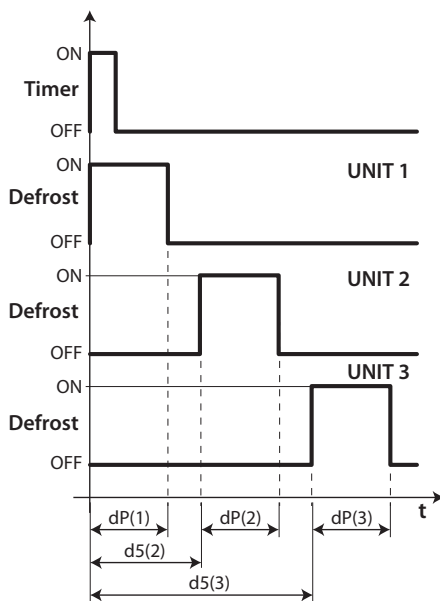 ON
Timer
OFF
UNIT 1
ON
Defrost
OFF
UNIT 2
ON
Defrost
OFF
UNIT 3
ON
Defrost
OFF
t
dP(1) dP(2) dP(3)
d5(2)
d5(3)